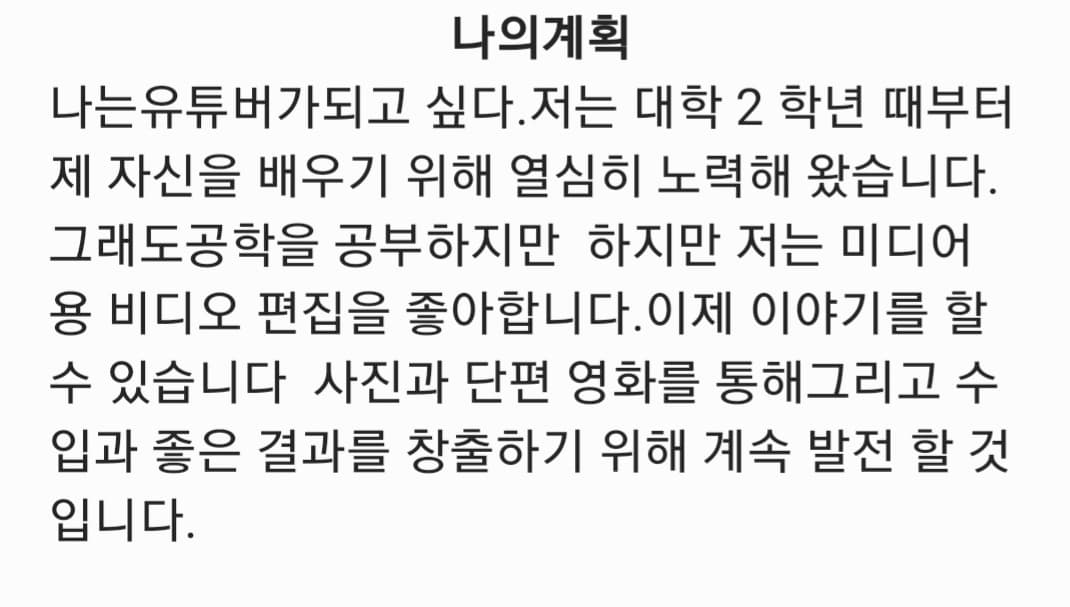 나의계획
나는유튜버가되고 싶다.저는 대학 2 학년 때부터
제 자신을 배우기 위해 열심히 노력해 왔습니다.
그래도공학을 공부하지만  하지만 저는 미디어
용 비디오 편집을 좋아합니다.이제 이야기를 할
수 있습니다  사진과 단편 영화를 통해그리고 수
입과 좋은 결과를 창출하기 위해 계속 발전 할 것
입니다.